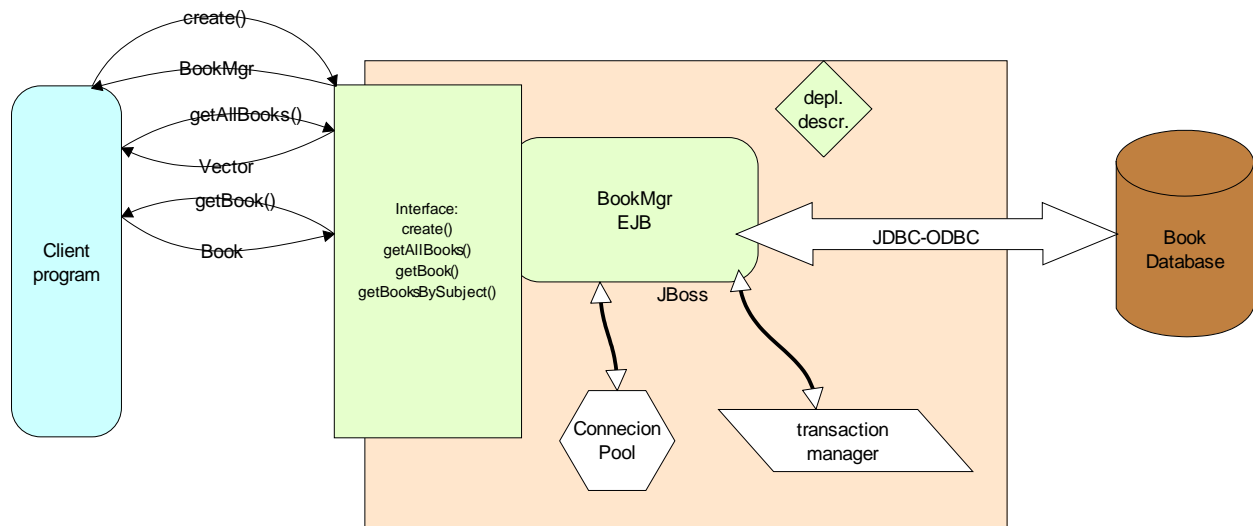 create()
BookMgr
getAllBooks()
Vector
getBook()
Book
Client
program
Interface:
create()
getAllBooks()
getBook()
getBooksBySubject()
BookMgr
EJB
depl.
descr.
JBoss
JDBC-ODBC
Book
Database
Connecion
Pool
transaction
manager